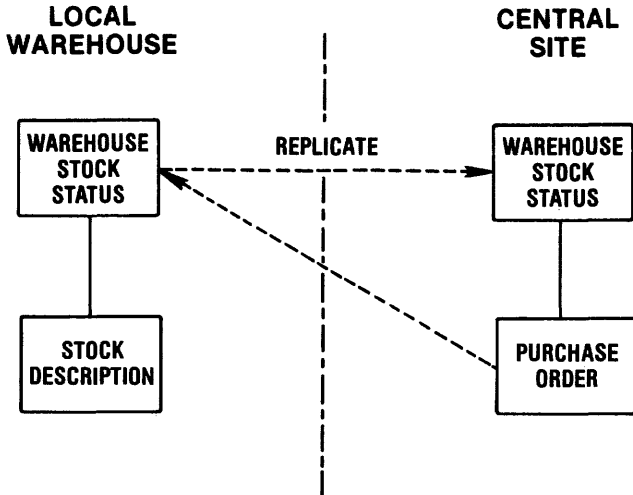 LOCAL
WAREHOUSE
CENTRAL
SITE
WAREHOUSE
STOCK
STATUS
REPLICATE
WAREHOUSE
STOCK
STATUS
STOCK
DESCRIPTION
PURCHASE
ORDER